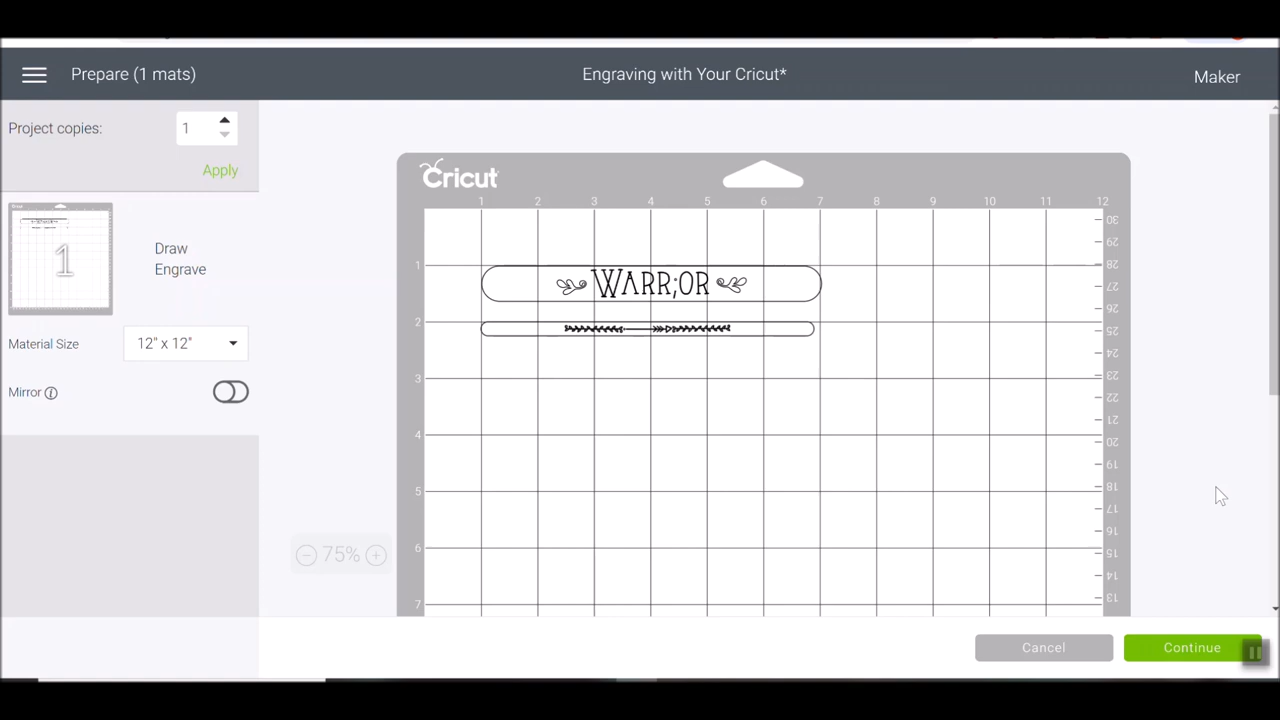 Prepare (1 mats)
Engraving with Your Cricut*
Maker
Project copies:
1
Apply
1
Draw
Engrave
Material Size
12" x 12"
Mirror
75%
Cricut
1 2 3 4 5 6 7 8 9 10 11 12
1
2
3
4
5
6
7
30
29
28
27
26
25
24
23
22
21
20
19
18
17
16
15
14
13
WARR;OR
Cancel
Continue